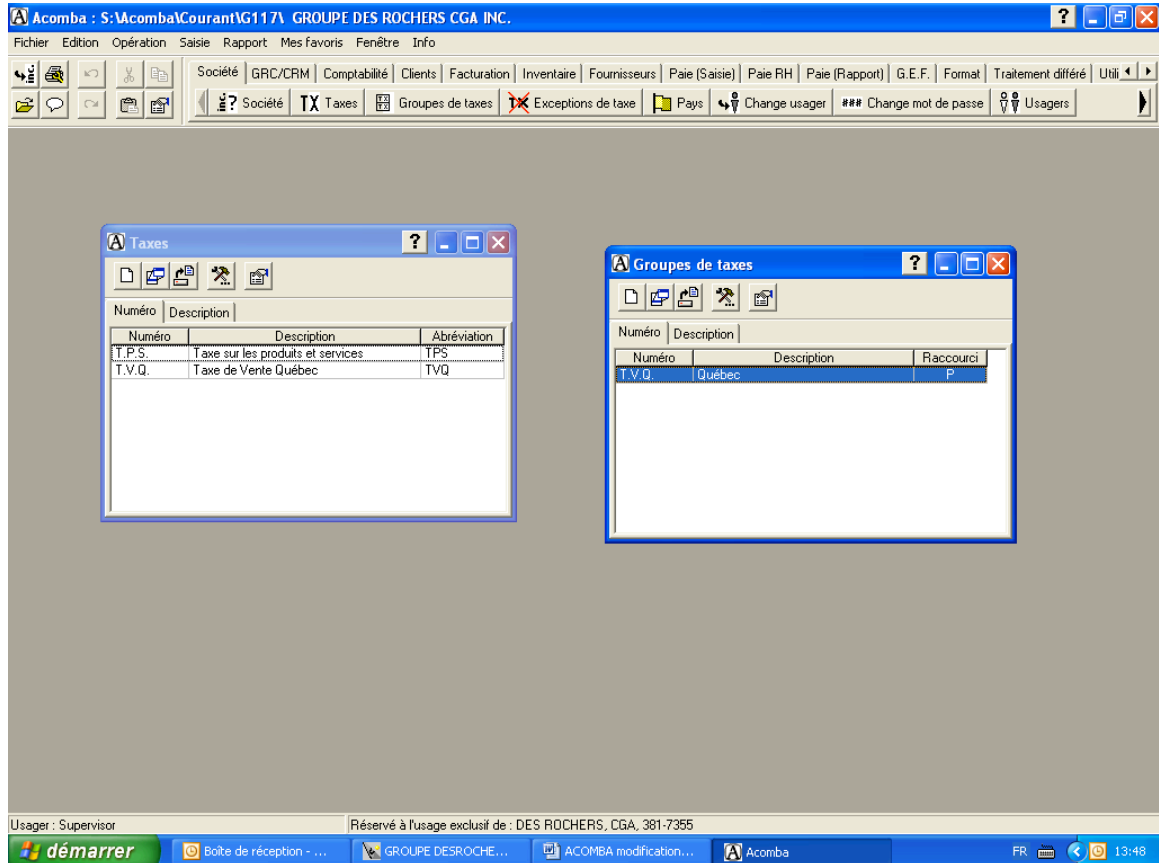 Acomba : S:\Acomba\Courant\G117\ GROUPE DES ROCHERS CGA INC.
Fichier Edition Opération Saisie Rapport Mes favoris Fenêtre Info
Société GRC/CRM Comptabilité Clients Facturation Inventaire Fournisseurs Paie (Saisie) Paie RH Paie (Rapport) G.E.F. Format Traitement différé Utili
Société TX Taxes Groupes de taxes Exceptions de taxe Pays Change usager ### Change mot de passe Usagers
Taxes
Numéro Description
Numéro Description Abréviation
T.P.S. Taxe sur les produits et services TPS
T.V.Q. Taxe de Vente Québec TVQ
Groupes de taxes
Numéro Description
Numéro Description Raccourci
T.V.Q. Québec P
Usager : Supervisor Réservé à l'usage exclusif de : DES ROCHERS, CGA, 381-7355
démarrer Boîte de réception - ... GROUPE DESROCHE... ACOMBA modification... Acomba FR 13:48